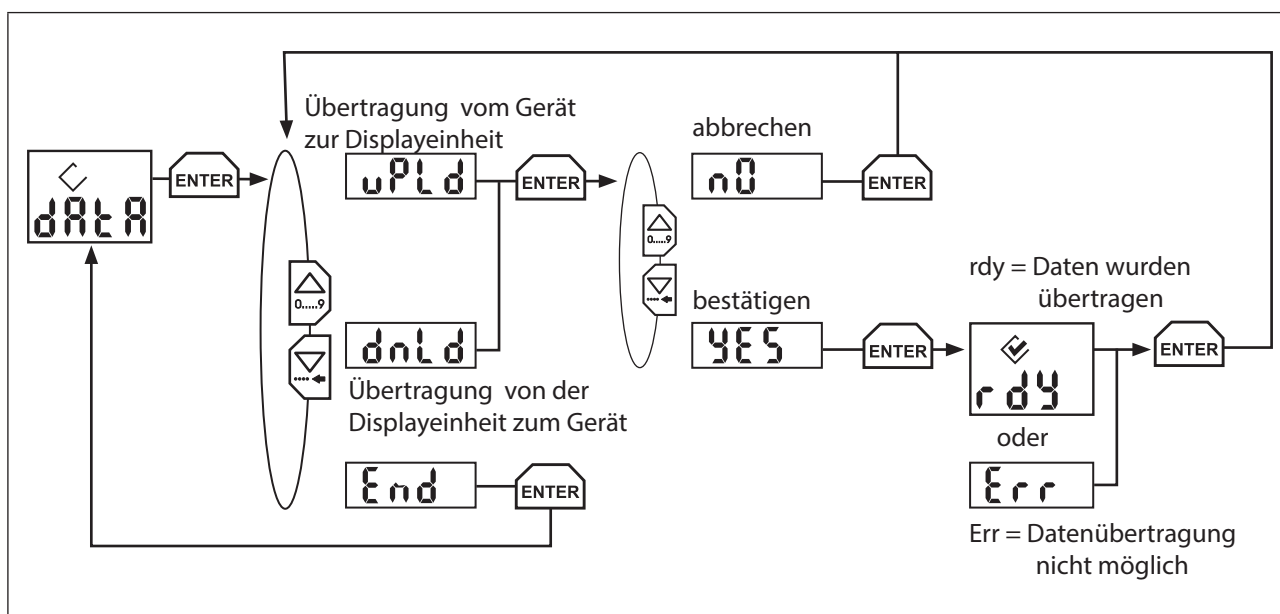 Übertragung vom Gerät
zur Displayeinheit
abbrechen
dAtA
ENTER
uPLd
ENTER
n0
ENTER
0.....9
0.....9
rdy = Daten wurden
übertragen
bestätigen
dnLd
YES
ENTER
ENTER
rdY
Übertragung von der
Displayeinheit zum Gerät
oder
End
ENTER
Err
Err = Datenübertragung
nicht möglich